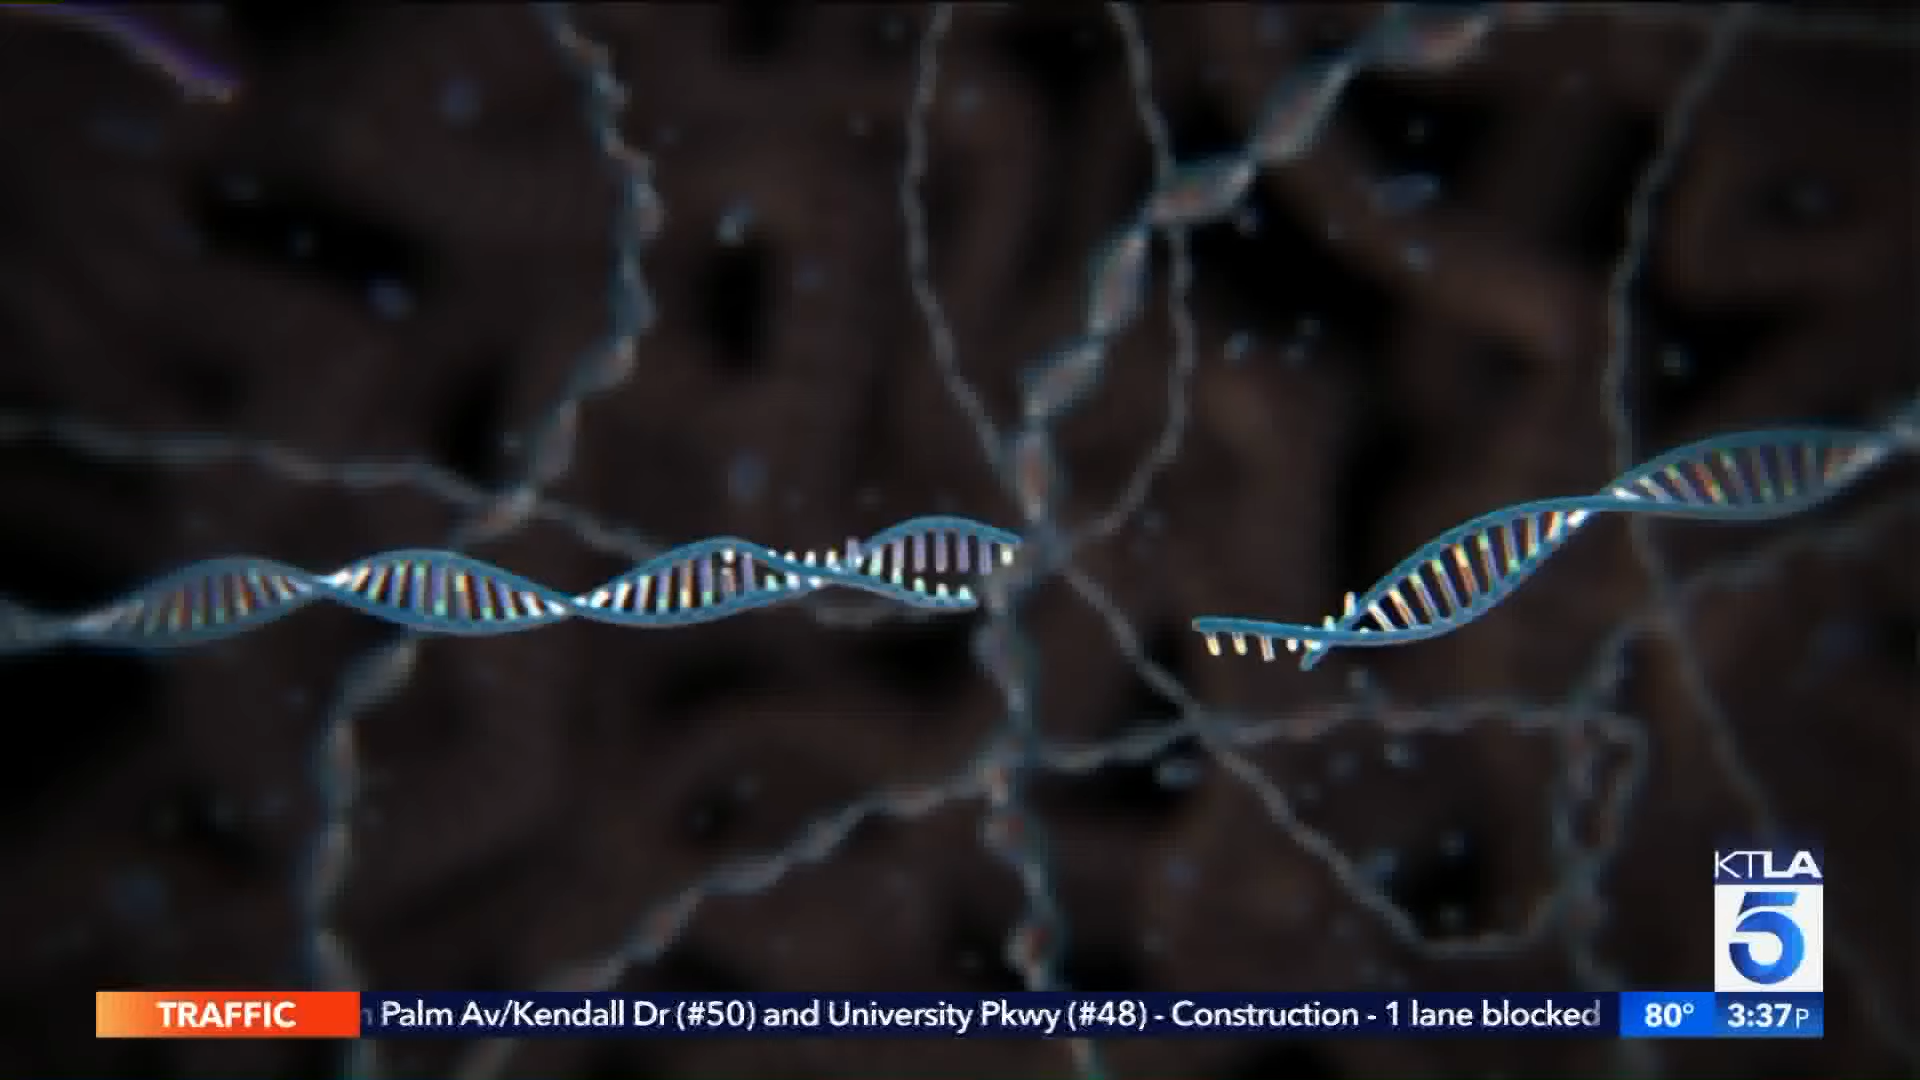 KTLA
5
TRAFFIC
Palm Av/Kendall Dr (#50) and University Pkwy (#48) - Construction - 1 lane blocked
80° 3:37P